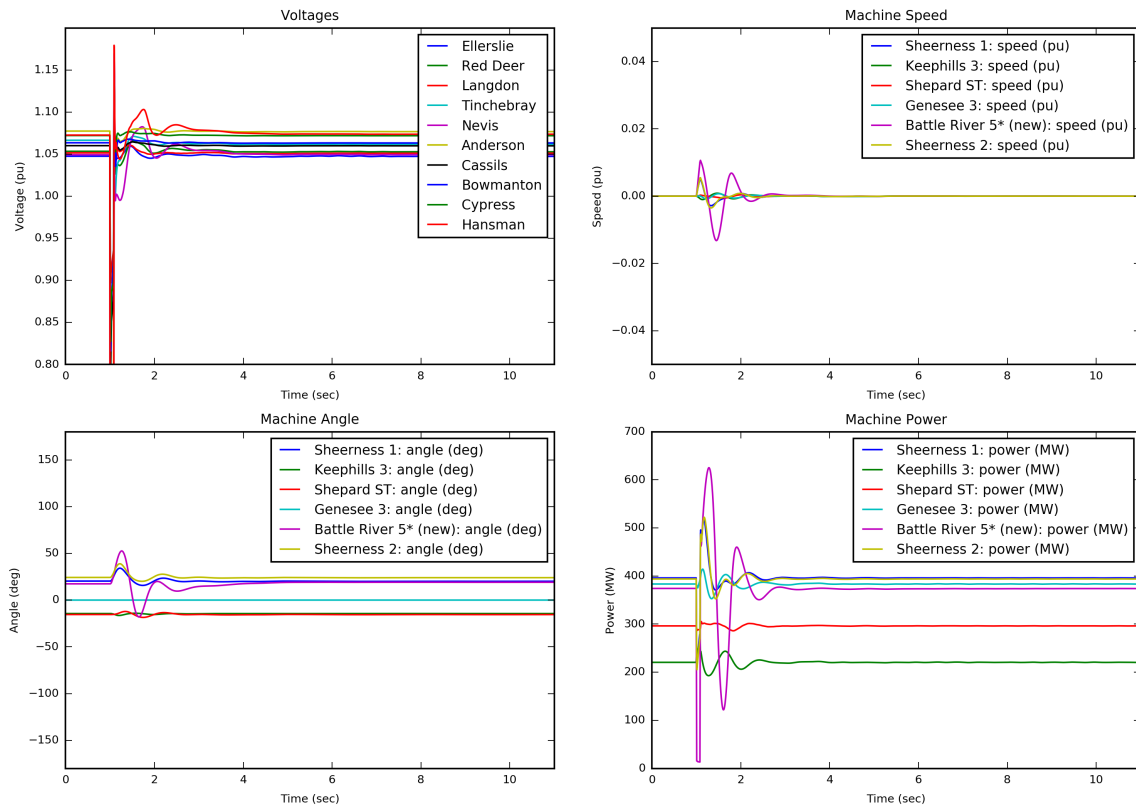 Voltages
1.15
1.10
1.05
1.00
0.95
0.90
0.85
0.80
Voltage (pu)
0 2 4 6 8 10
Time (sec)
Ellerslie
Red Deer
Langdon
Tinchebray
Nevis
Anderson
Cassils
Bowmanton
Cypress
Hansman
Machine Speed
0.04
0.02
0.00
−0.02
−0.04
Speed (pu)
0 2 4 6 8 10
Time (sec)
Sheerness 1: speed (pu)
Keephills 3: speed (pu)
Shepard ST: speed (pu)
Genesee 3: speed (pu)
Battle River 5* (new): speed (pu)
Sheerness 2: speed (pu)
Machine Angle
150
100
50
0
−50
−100
−150
Angle (deg)
0 2 4 6 8 10
Time (sec)
Sheerness 1: angle (deg)
Keephills 3: angle (deg)
Shepard ST: angle (deg)
Genesee 3: angle (deg)
Battle River 5* (new): angle (deg)
Sheerness 2: angle (deg)
Machine Power
700
600
500
400
300
200
100
0
Power (MW)
0 2 4 6 8 10
Time (sec)
Sheerness 1: power (MW)
Keephills 3: power (MW)
Shepard ST: power (MW)
Genesee 3: power (MW)
Battle River 5* (new): power (MW)
Sheerness 2: power (MW)